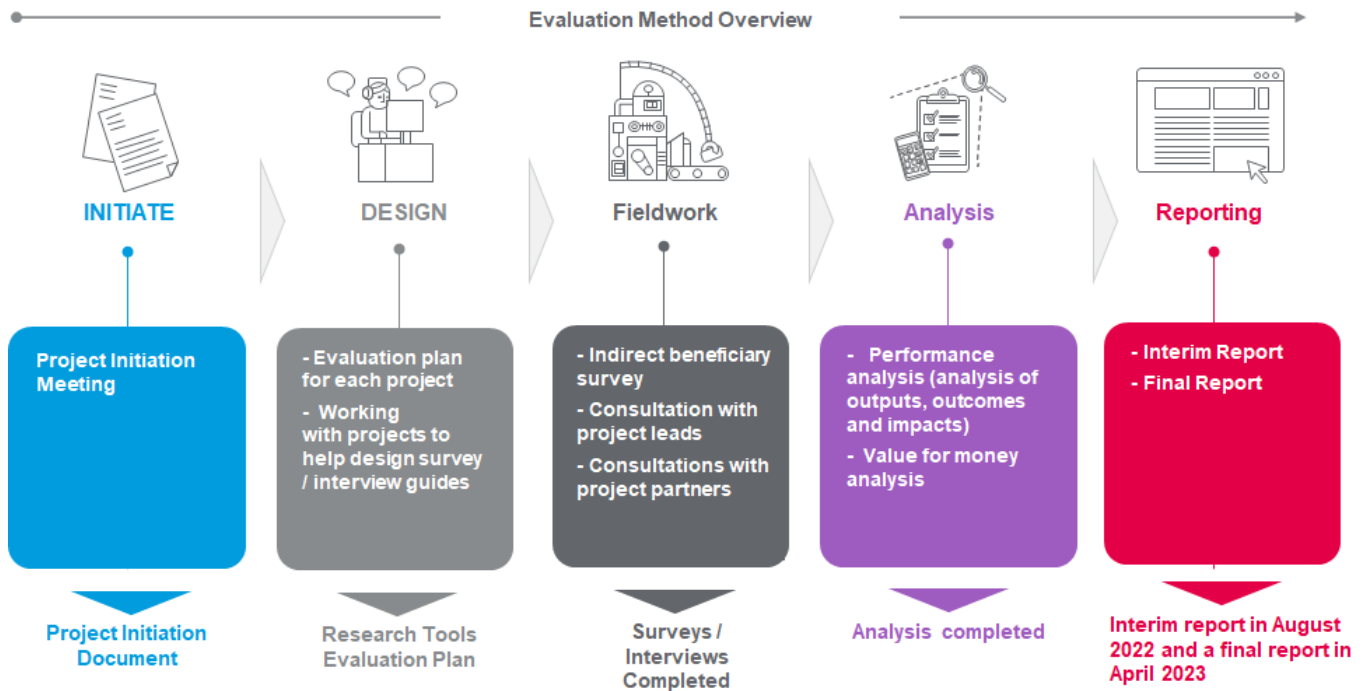 Evaluation Method Overview
INITIATE
DESIGN
Fieldwork
Analysis
Reporting
Project Initiation
Meeting
- Evaluation plan
for each project
- Working
with projects to
help design survey
/ interview guides
- Indirect beneficiary
survey
- Consultation with
project leads
- Consultations with
project partners
- Performance
analysis (analysis of
outputs, outcomes
and impacts)
- Value for money
analysis
- Interim Report
- Final Report
Project Initiation
Document
Research Tools
Evaluation Plan
Surveys /
Interviews
Completed
Analysis completed
Interim report in August
2022 and a final report in
April 2023